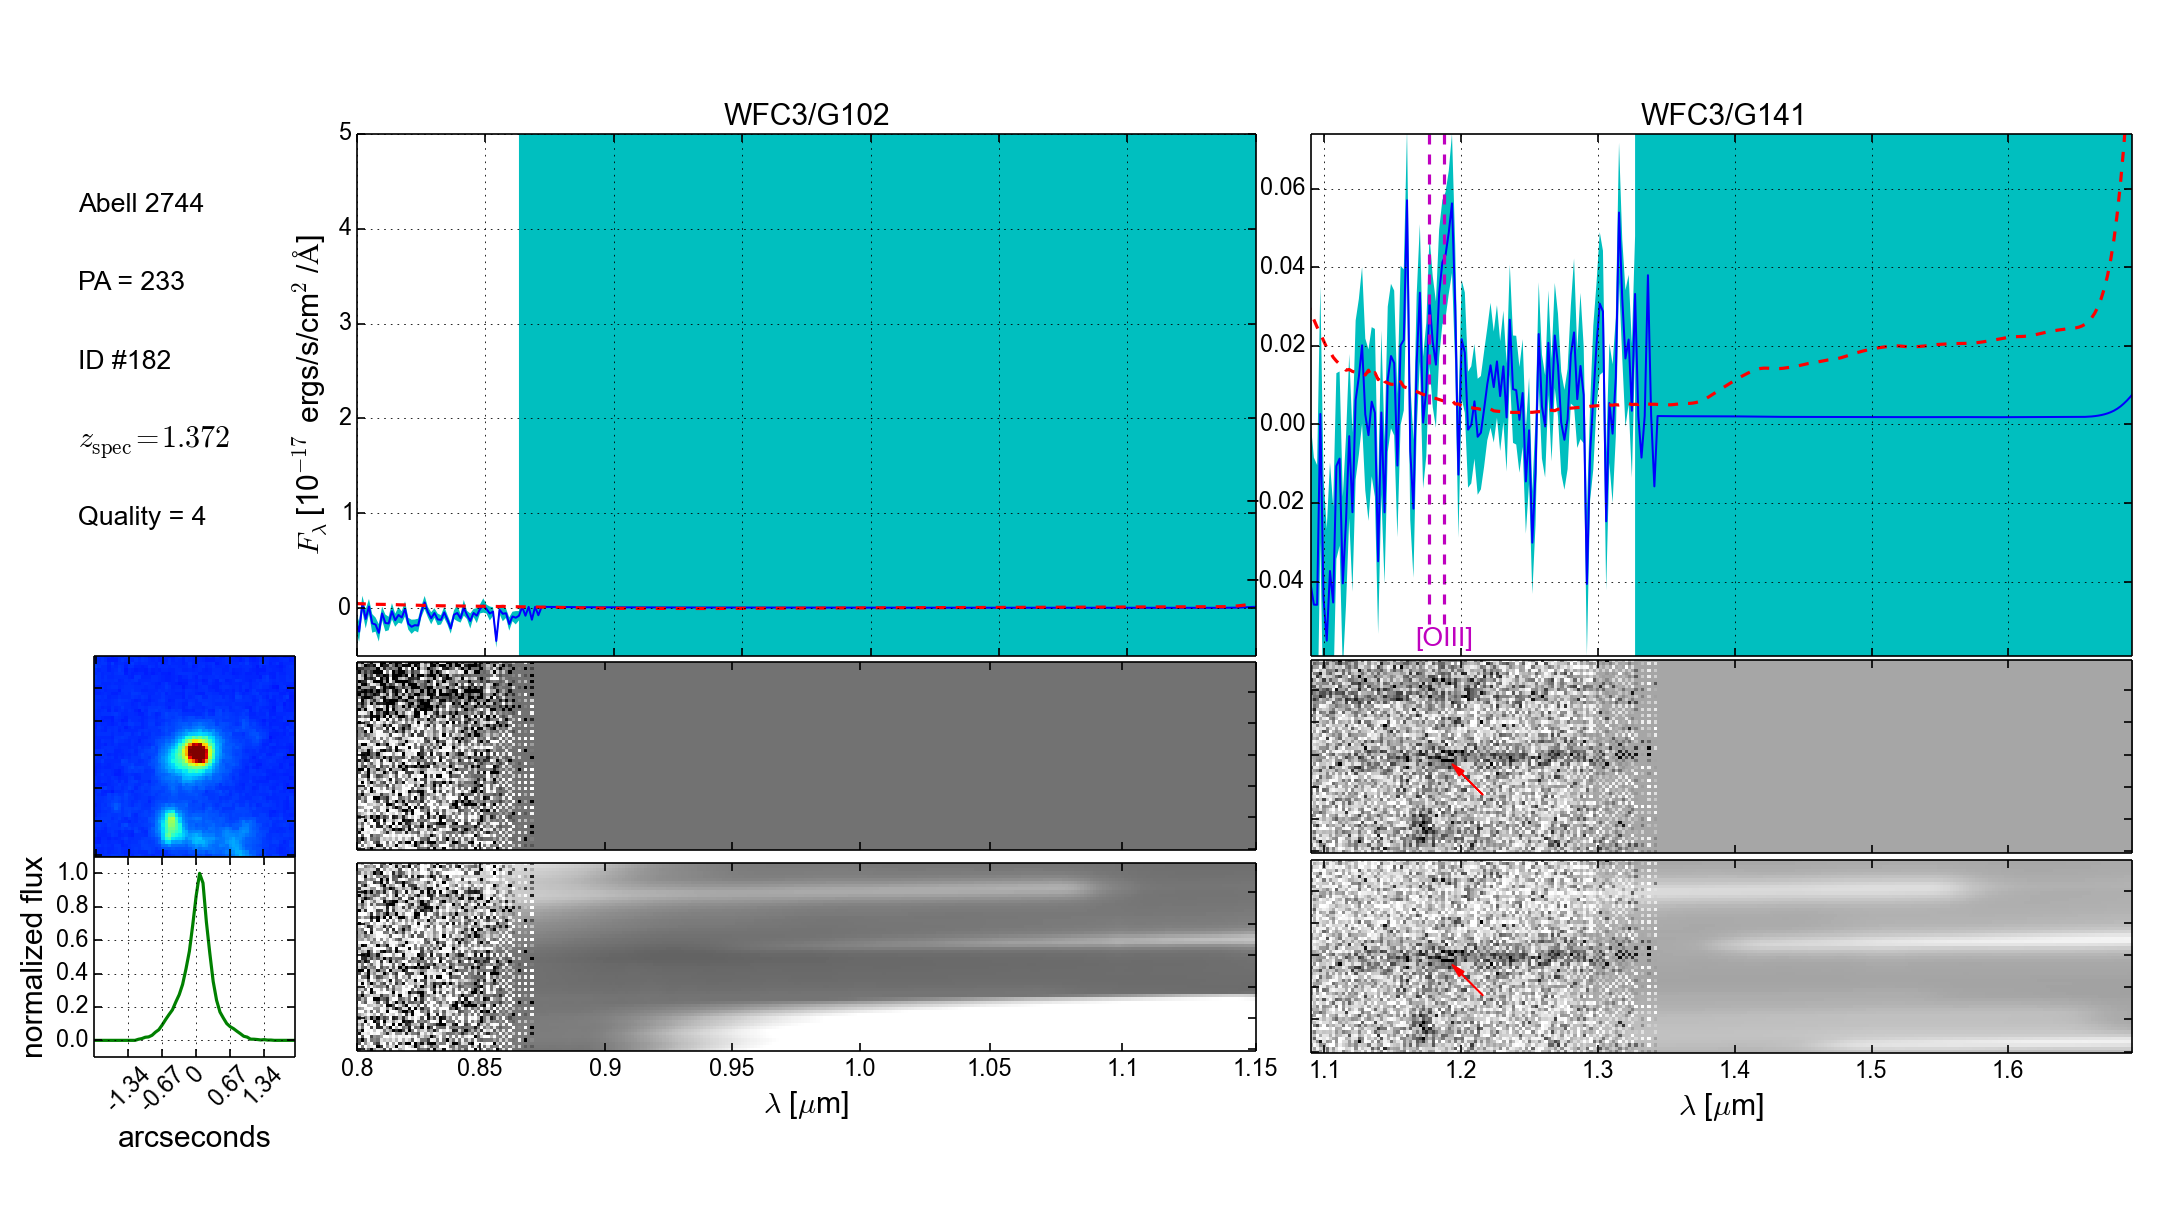 WFC3/G102
WFC3/G141
Abell 2744
PA = 233
ID #182
z_spec = 1.372
Quality = 4
F_λ [10^−17 ergs/s/cm^2 /Å]
5
4
3
2
1
0
0.06
0.04
0.02
0.00
0.02
0.04
[OIII]
normalized flux
1.0
0.8
0.6
0.4
0.2
0.0
-1.34
-0.67
0
0.67
1.34
arcseconds
0.8 0.85 0.9 0.95 1.0 1.05 1.1 1.15
λ [μm]
1.1 1.2 1.3 1.4 1.5 1.6
λ [μm]